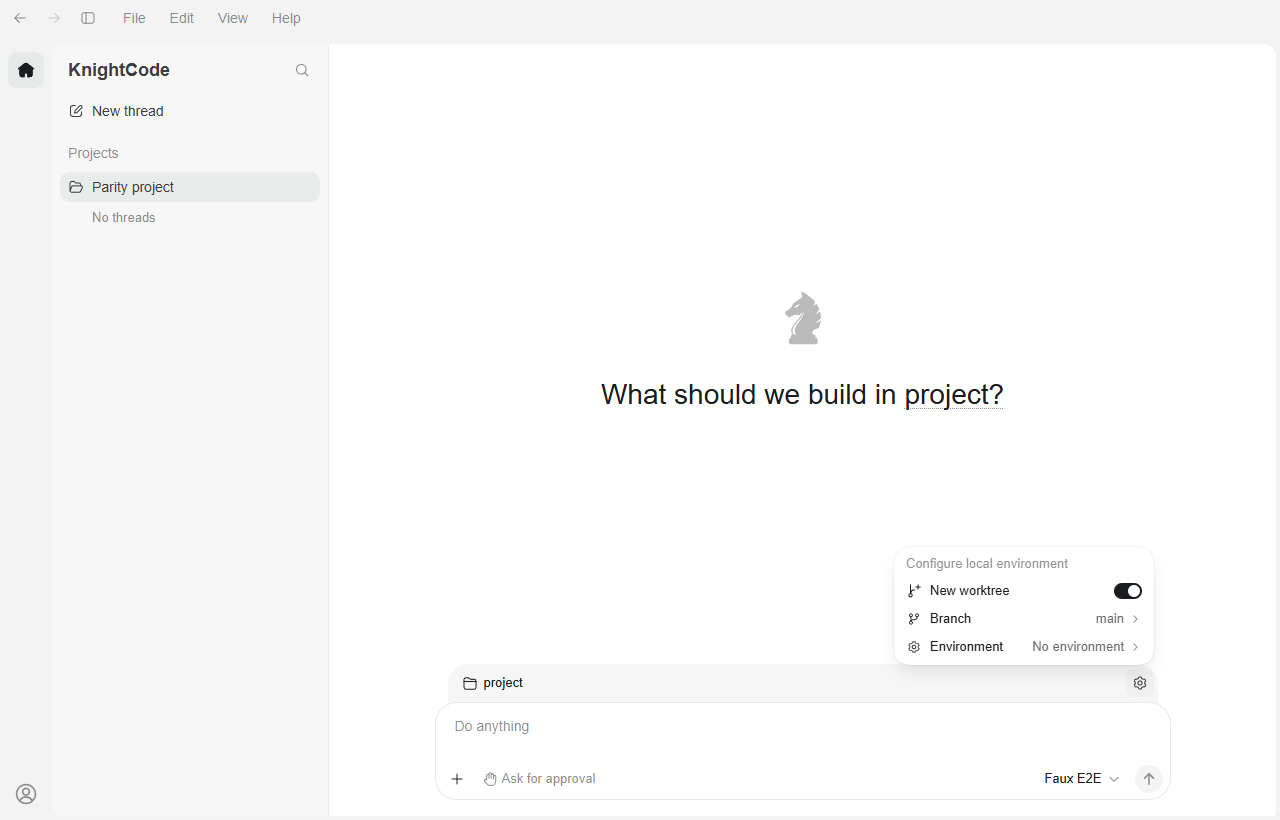 File Edit View Help
KnightCode
New thread
Projects
Parity project
No threads
What should we build in project?
Configure local environment
New worktree
Branch main
Environment No environment
project
Do anything
Ask for approval Faux E2E